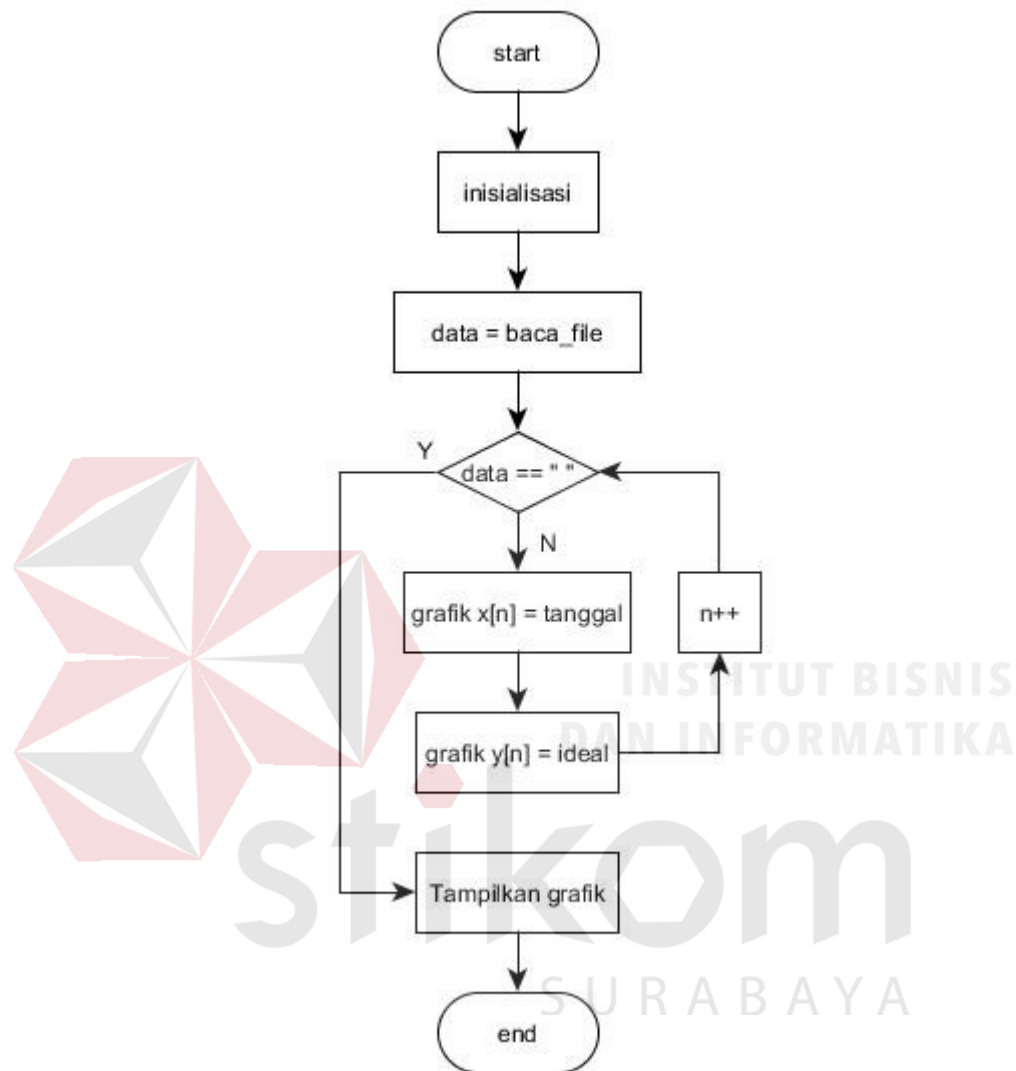 start
inisialisasi
data = baca_file
Y
data == " "
N
grafik x[n] = tanggal
n++
INSTITUT BISNIS
DAN INFORMATIKA
grafik y[n] = ideal
stikom
Tampilkan grafik
SURABAYA
end